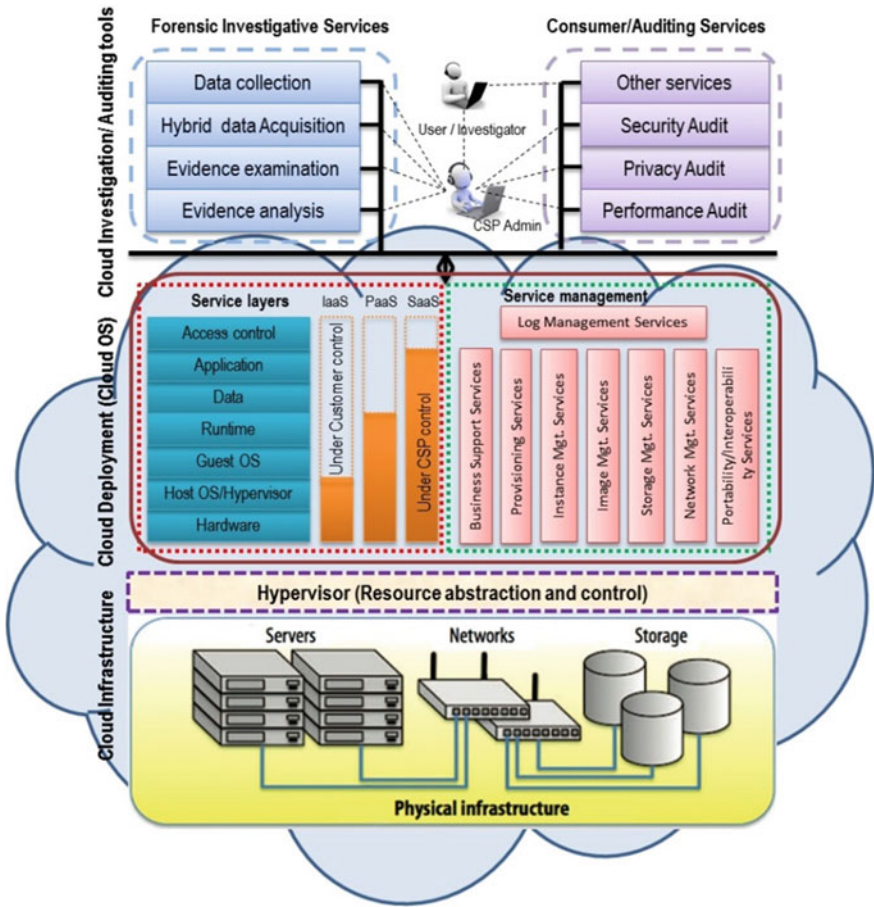 Forensic Investigative Services
Consumer/Auditing Services
Cloud Investigation/ Auditing tools
Data collection
Hybrid data Acquisition
Evidence examination
Evidence analysis
User / Investigator
CSP Admin
Other services
Security Audit
Privacy Audit
Performance Audit
Cloud Deployment (Cloud OS)
Service layers
IaaS
PaaS
SaaS
Access control
Application
Data
Runtime
Guest OS
Host OS/Hypervisor
Hardware
Under Customer control
Under CSP control
Service management
Log Management Services
Business Support Services
Provisioning Services
Instance Mgt. Services
Image Mgt. Services
Storage Mgt. Services
Network Mgt. Services
Portability/Interoperabili
ty Services
Cloud Infrastructure
Hypervisor (Resource abstraction and control)
Servers
Networks
Storage
Physical infrastructure